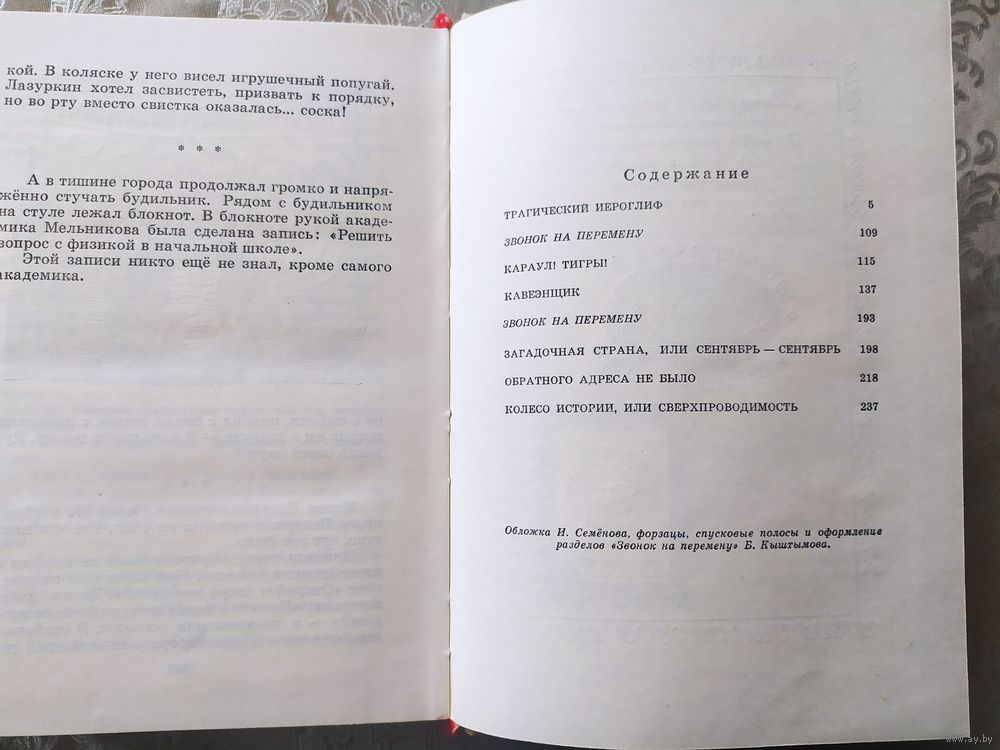 кой. В коляске у него висел игрушечный попугай.
Лазуркин хотел засвистеть, призвать к порядку,
но во рту вместо свистка оказалась... соска!
* * *
А в тишине города продолжал громко и напря-
жённо стучать будильник. Рядом с будильником
на стуле лежал блокнот. В блокноте рукой акаде-
мика Мельникова была сделана запись: «Решить
вопрос с физикой в начальной школе».
Этой записи никто ещё не знал, кроме самого
академика.
Содержание
ТРАГИЧЕСКИЙ ИЕРОГЛИФ 5
ЗВОНОК НА ПЕРЕМЕНУ 109
КАРАУЛ! ТИГРЫ! 115
КАВЕЭНЩИК 137
ЗВОНОК НА ПЕРЕМЕНУ 193
ЗАГАДОЧНАЯ СТРАНА, ИЛИ СЕНТЯБРЬ — СЕНТЯБРЬ 198
ОБРАТНОГО АДРЕСА НЕ БЫЛО 218
КОЛЕСО ИСТОРИИ, ИЛИ СВЕРХПРОВОДИМОСТЬ 237
Обложка И. Семёнова, форзацы, спусковые полосы и оформление
разделов «Звонок на перемену» Б. Кыштымова.
www.ay.by